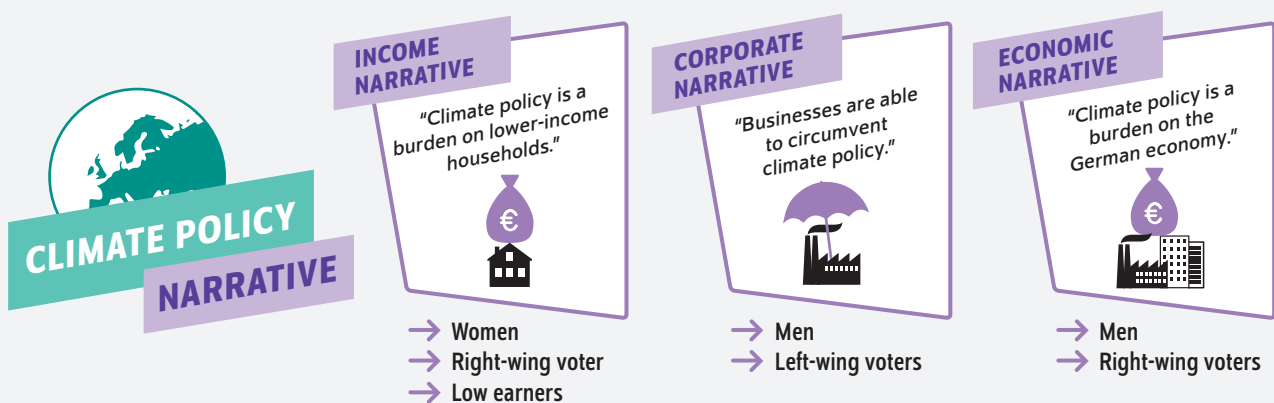 CLIMATE POLICY
NARRATIVE
INCOME
NARRATIVE
"Climate policy is a
burden on lower-income
households."
€
→ Women
→ Right-wing voter
→ Low earners
CORPORATE
NARRATIVE
"Businesses are able
to circumvent
climate policy."
→ Men
→ Left-wing voters
ECONOMIC
NARRATIVE
"Climate policy is a
burden on the
German economy."
€
→ Men
→ Right-wing voters